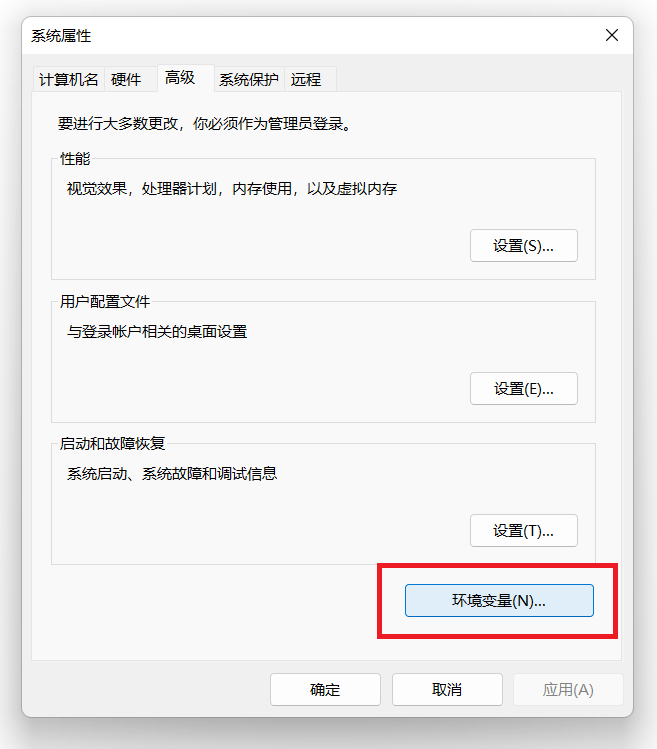 系统属性
计算机名 硬件 高级 系统保护 远程
要进行大多数更改，你必须作为管理员登录。
性能
视觉效果，处理器计划，内存使用，以及虚拟内存
设置(S)...
用户配置文件
与登录帐户相关的桌面设置
设置(E)...
启动和故障恢复
系统启动、系统故障和调试信息
设置(T)...
环境变量(N)...
确定 取消 应用(A)